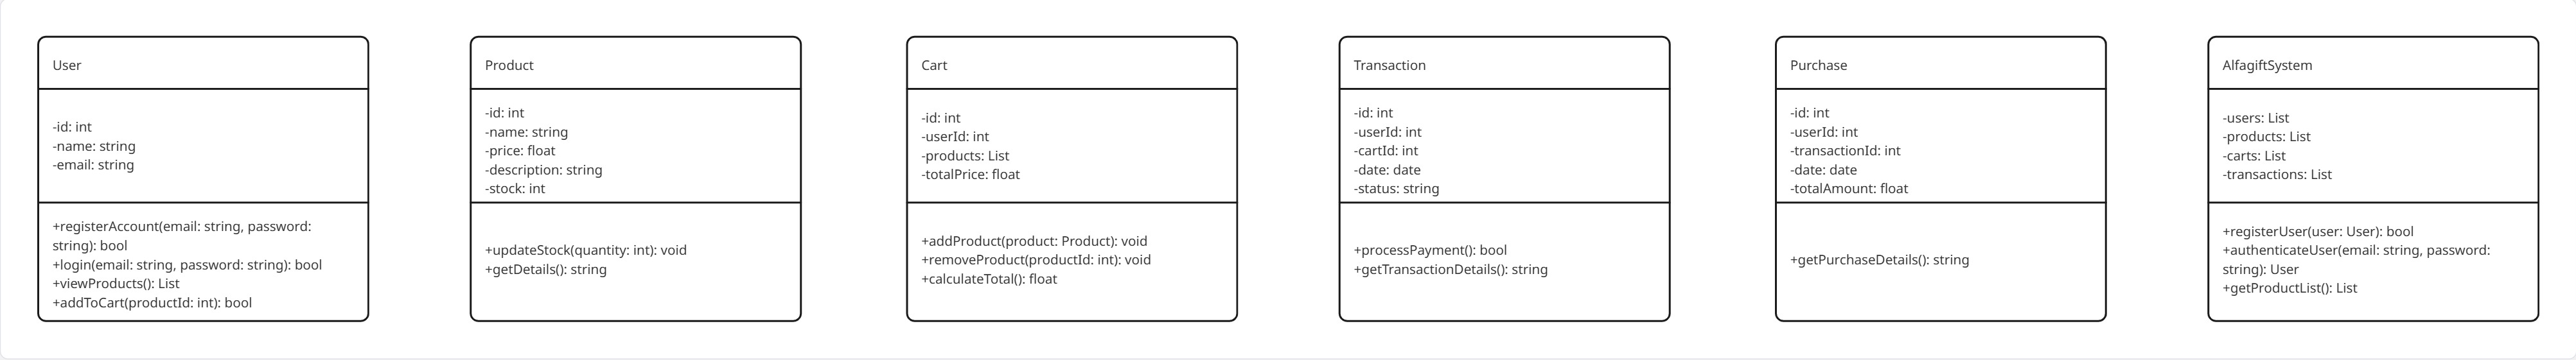 User
-id: int
-name: string
-email: string
+registerAccount(email: string, password:
string): bool
+login(email: string, password: string): bool
+viewProducts(): List
+addToCart(productId: int): bool
Product
-id: int
-name: string
-price: float
-description: string
-stock: int
+updateStock(quantity: int): void
+getDetails(): string
Cart
-id: int
-userId: int
-products: List
-totalPrice: float
+addProduct(product: Product): void
+removeProduct(productId: int): void
+calculateTotal(): float
Transaction
-id: int
-userId: int
-cartId: int
-date: date
-status: string
+processPayment(): bool
+getTransactionDetails(): string
Purchase
-id: int
-userId: int
-transactionId: int
-date: date
-totalAmount: float
+getPurchaseDetails(): string
AlfagiftSystem
-users: List
-products: List
-carts: List
-transactions: List
+registerUser(user: User): bool
+authenticateUser(email: string, password:
string): User
+getProductList(): List